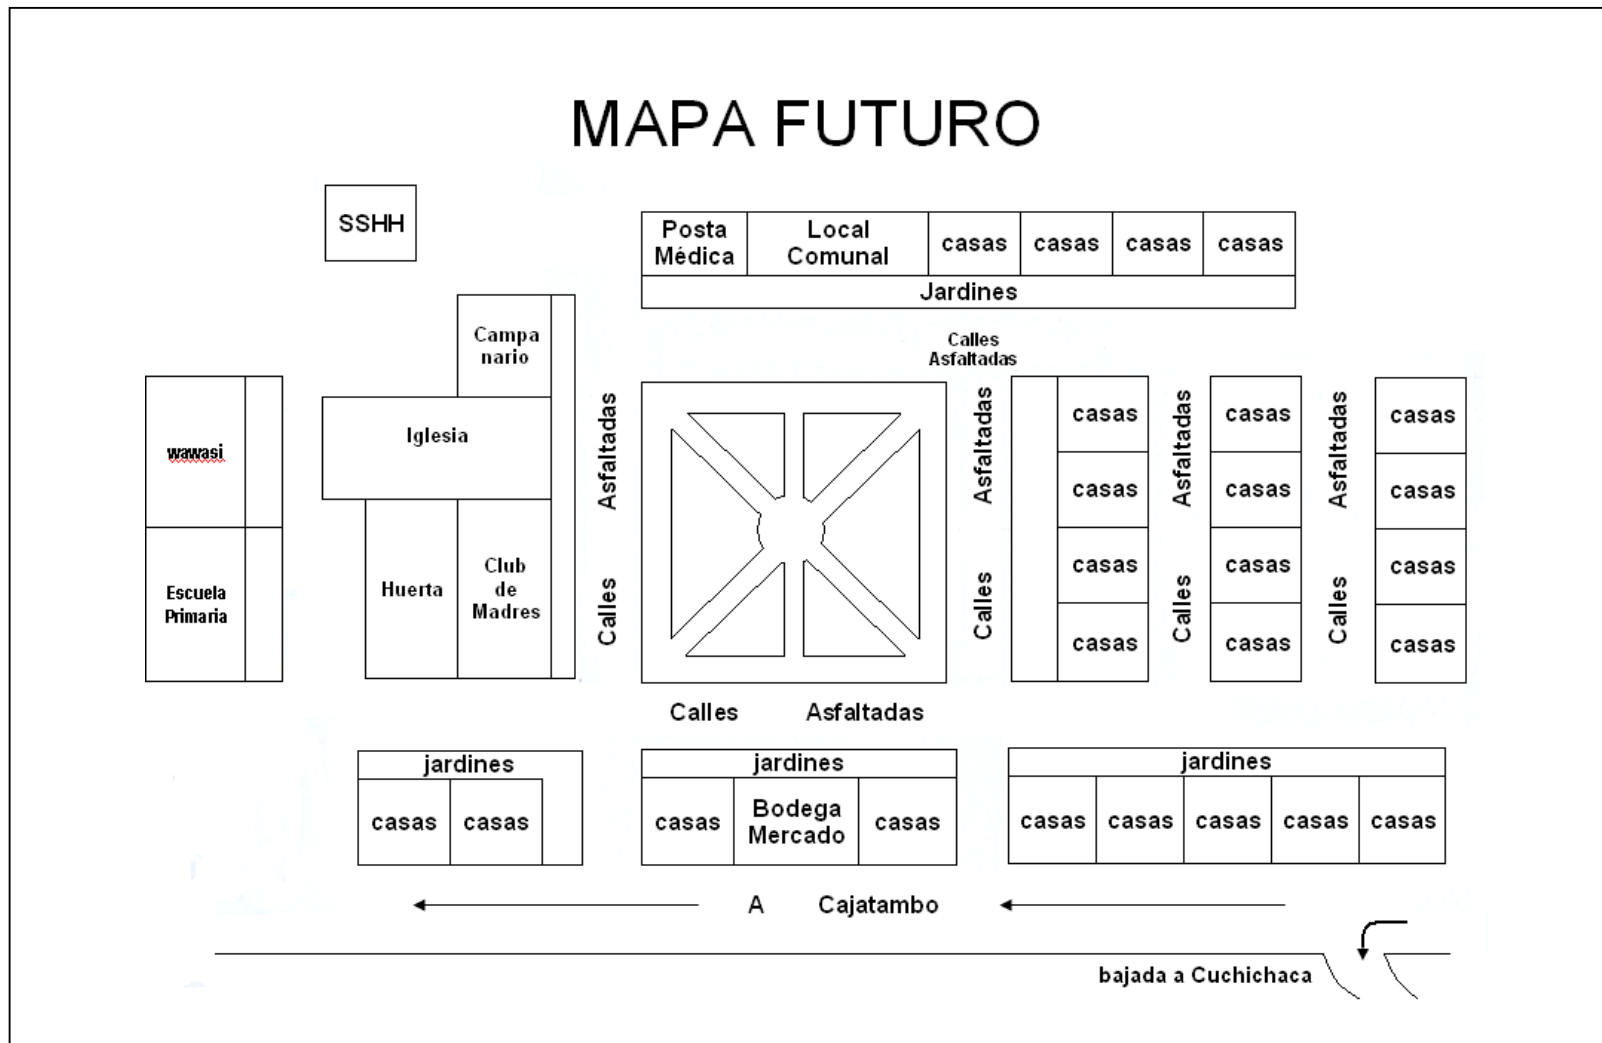 MAPA FUTURO
SSHH
Posta
Médica
Local
Comunal
casas
casas
casas
casas
Jardines
Campa
nario
Calles
Asfaltadas
wawasi
Iglesia
Escuela
Primaria
Huerta
Club
de
Madres
Calles Asfaltadas
Calles Asfaltadas
casas
casas
casas
casas
Calles Asfaltadas
casas
casas
casas
casas
Calles Asfaltadas
casas
casas
casas
casas
Calles Asfaltadas
jardines
casas casas
jardines
casas
Bodega
Mercado
casas
jardines
casas casas casas casas casas
A Cajatambo
bajada a Cuchichaca